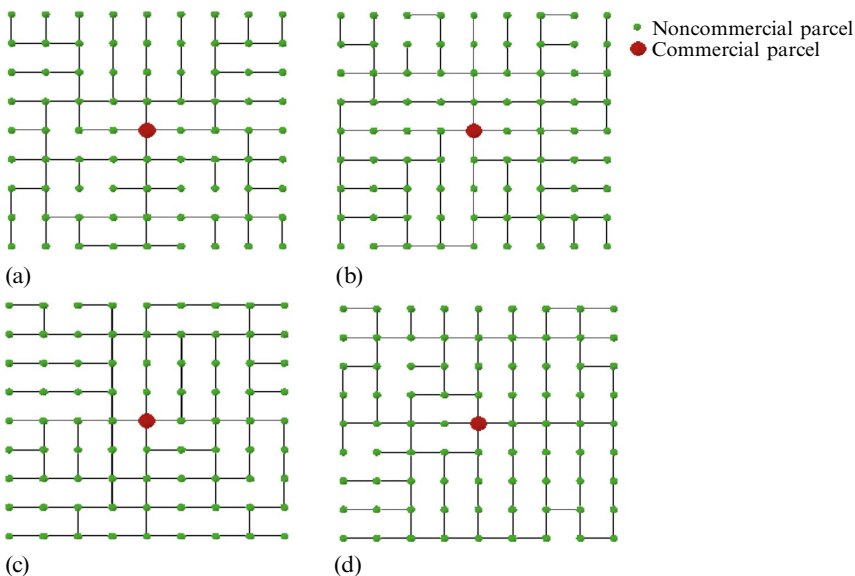 Noncommercial parcel
Commercial parcel
(a)
(b)
(c)
(d)